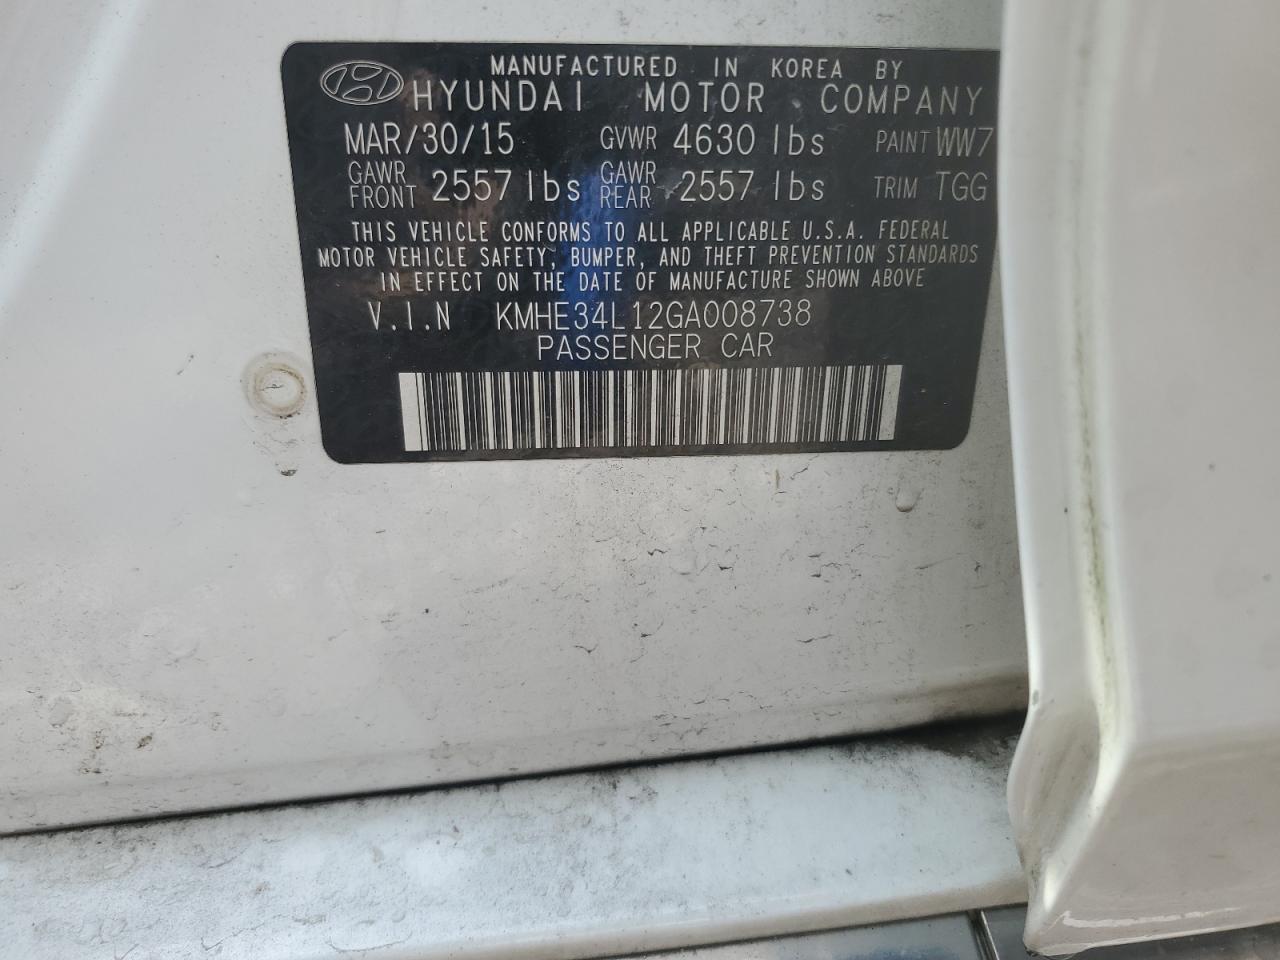 MANUFACTURED IN KOREA BY
HYUNDAI MOTOR COMPANY
MAR/30/15 GVWR 4630 lbs PAINT WW7
GAWR FRONT 2557 lbs GAWR REAR 2557 lbs TRIM TGG
THIS VEHICLE CONFORMS TO ALL APPLICABLE U.S.A. FEDERAL
MOTOR VEHICLE SAFETY, BUMPER, AND THEFT PREVENTION STANDARDS
IN EFFECT ON THE DATE OF MANUFACTURE SHOWN ABOVE
V.I.N KMHE34L12GA008738
PASSENGER CAR